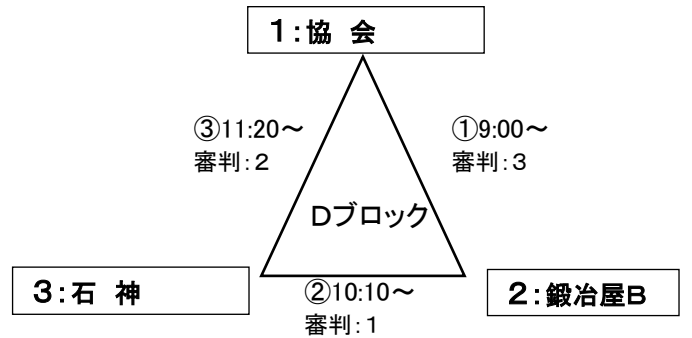 1:協 会
③11:20～
審判:2
①9:00～
審判:3
Dブロック
3:石 神
②10:10～
審判:1
2:鍛冶屋B